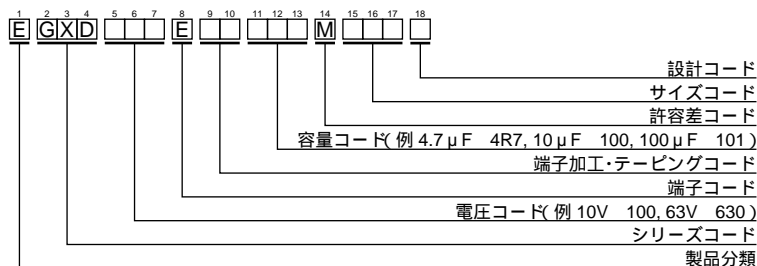 1 2 3 4 5 6 7 8 9 10 11 12 13 14 15 16 17 18
E GXD E M
設計コード
サイズコード
許容差コード
容量コード(例 4.7μF 4R7, 10μF 100, 100μF 101)
端子加工・テーピングコード
端子コード
電圧コード(例 10V 100, 63V 630)
シリーズコード
製品分類